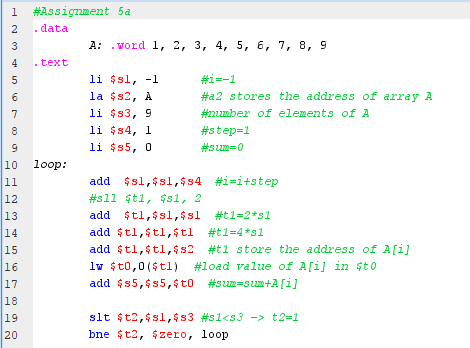 1 #Assignment 5a
2 .data
3 A: .word 1, 2, 3, 4, 5, 6, 7, 8, 9
4 .text
5 li $s1, -1 #i=-1
6 la $s2, A #a2 stores the address of array A
7 li $s3, 9 #number of elements of A
8 li $s4, 1 #step=1
9 li $s5, 0 #sum=0
10 loop:
11 add $s1,$s1,$s4 #i=i+step
12 #sll $t1, $s1, 2
13 add $t1,$s1,$s1 #t1=2*s1
14 add $t1,$t1,$t1 #t1=4*s1
15 add $t1,$t1,$s2 #t1 store the address of A[i]
16 lw $t0,0($t1) #load value of A[i] in $t0
17 add $s5,$s5,$t0 #sum=sum+A[i]
18
19 slt $t2,$s1,$s3 #s1<s3 -> t2=1
20 bne $t2, $zero, loop